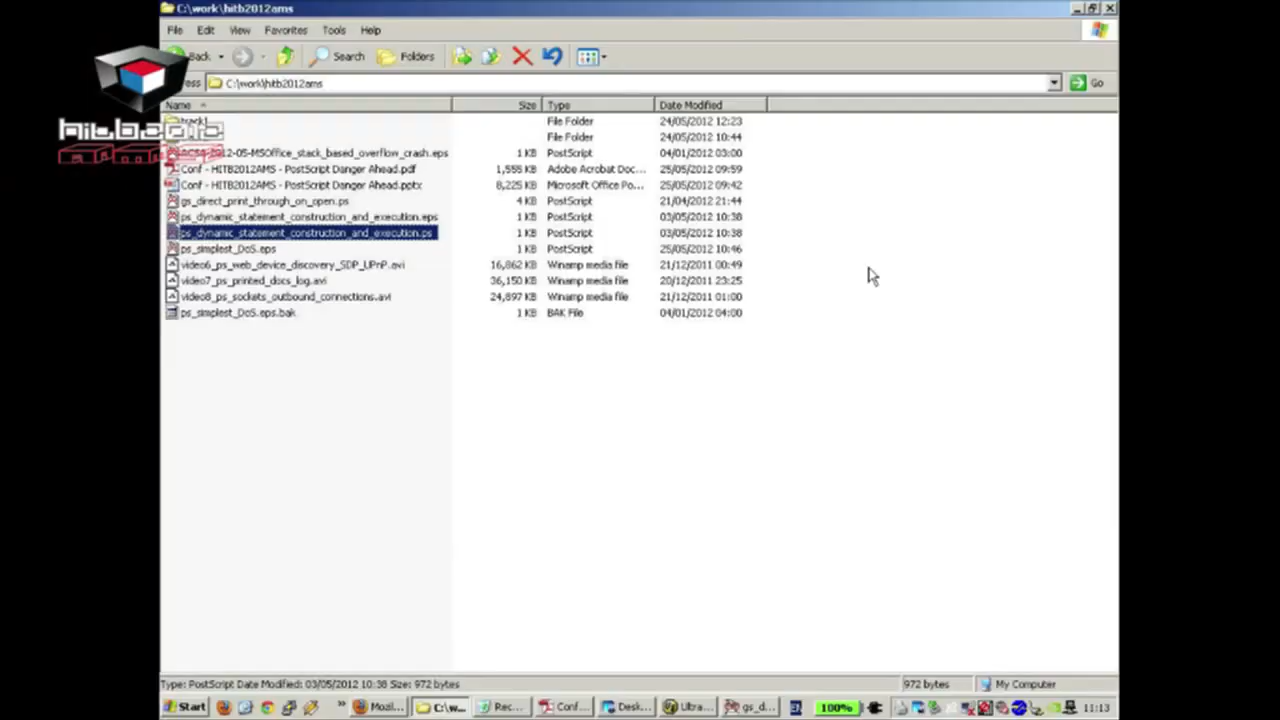 C:\work\hitb2012ams
File Edit View Favorites Tools Help
Back Search Folders
ress C:\work\hitb2012ams Go
Name Size Type Date Modified
track1 File Folder 24/05/2012 12:23
File Folder 24/05/2012 10:44
2012-05-MSOffice_stack_based_overflow_crash.eps 1 KB PostScript 04/01/2012 03:00
Conf - HITB2012AMS - PostScript Danger Ahead.pdf 1,555 KB Adobe Acrobat Doc... 25/05/2012 09:59
Conf - HITB2012AMS - PostScript Danger Ahead.pptx 8,225 KB Microsoft Office Po... 25/05/2012 09:42
gs_direct_print_through_on_open.ps 4 KB PostScript 21/04/2012 21:44
ps_dynamic_statement_construction_and_execution.eps 1 KB PostScript 03/05/2012 10:38
ps_dynamic_statement_construction_and_execution.ps 1 KB PostScript 03/05/2012 10:38
ps_simplest_DoS.eps 1 KB PostScript 25/05/2012 10:46
video6_ps_web_device_discovery_SDP_UPnP.avi 16,862 KB Winamp media file 21/12/2011 00:49
video7_ps_printed_docs_log.avi 36,150 KB Winamp media file 20/12/2011 23:25
video8_ps_sockets_outbound_connections.avi 24,897 KB Winamp media file 21/12/2011 01:00
ps_simplest_DoS.eps.bak 1 KB BAK File 04/01/2012 04:00
Type: PostScript Date Modified: 03/05/2012 10:38 Size: 972 bytes 972 bytes My Computer
Start » Mozil... C:\w... Rec... Conf... Desk... Ultra... gs_d... 100% 11:13